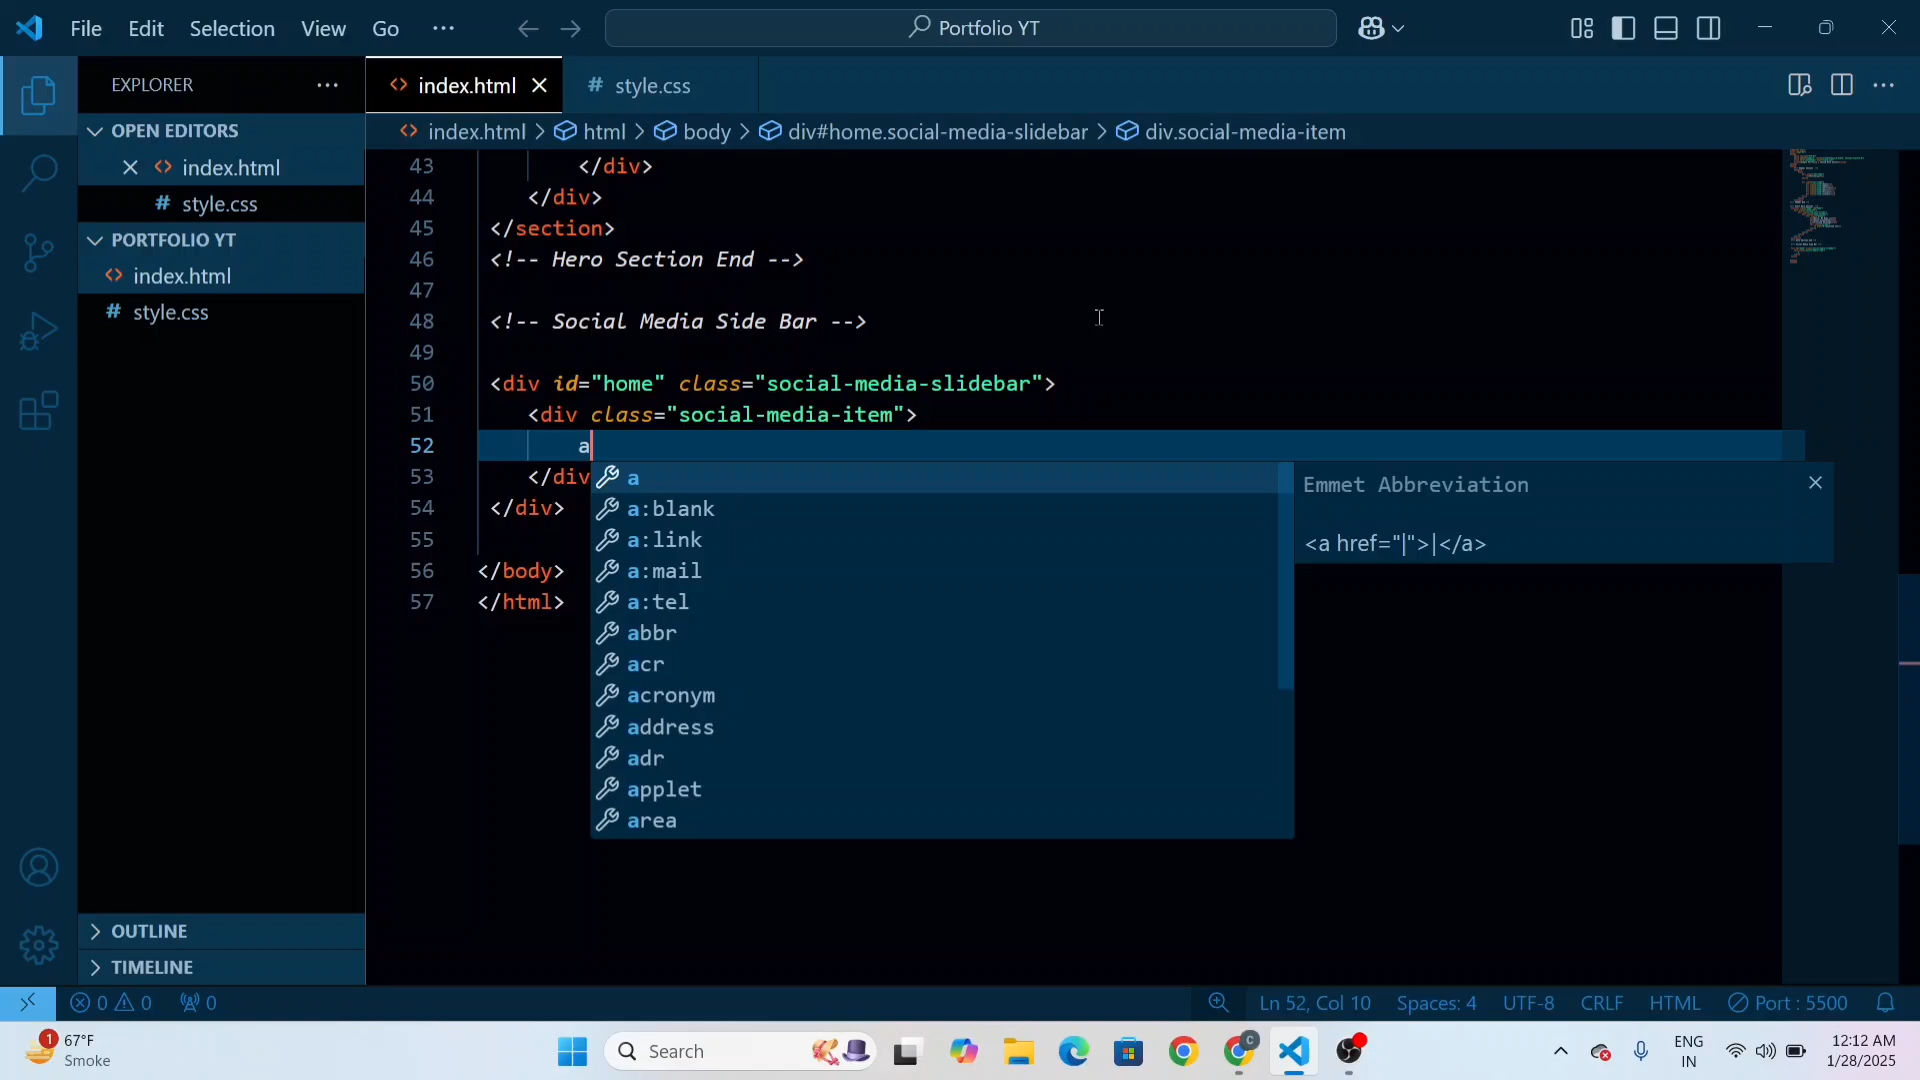 File Edit Selection View Go ··· Portfolio YT
EXPLORER ···
OPEN EDITORS
index.html
# style.css
PORTFOLIO YT
index.html
# style.css
OUTLINE
TIMELINE
index.html # style.css ···
index.html > html > body > div#home.social-media-slidebar > div.social-media-item
43 </div>
44 </div>
45 </section>
46 <!-- Hero Section End -->
47
48 <!-- Social Media Side Bar -->
49
50 <div id="home" class="social-media-slidebar">
51 <div class="social-media-item">
52 a
53 </div
54 </div>
55
56 </body>
57 </html>
a
a:blank
a:link
a:mail
a:tel
abbr
acr
acronym
address
adr
applet
area
Emmet Abbreviation
<a href="|">|</a>
0 0 0 Ln 52, Col 10 Spaces: 4 UTF-8 CRLF HTML Port : 5500
1 67°F
Smoke
Search
C
ENG
IN
12:12 AM
1/28/2025